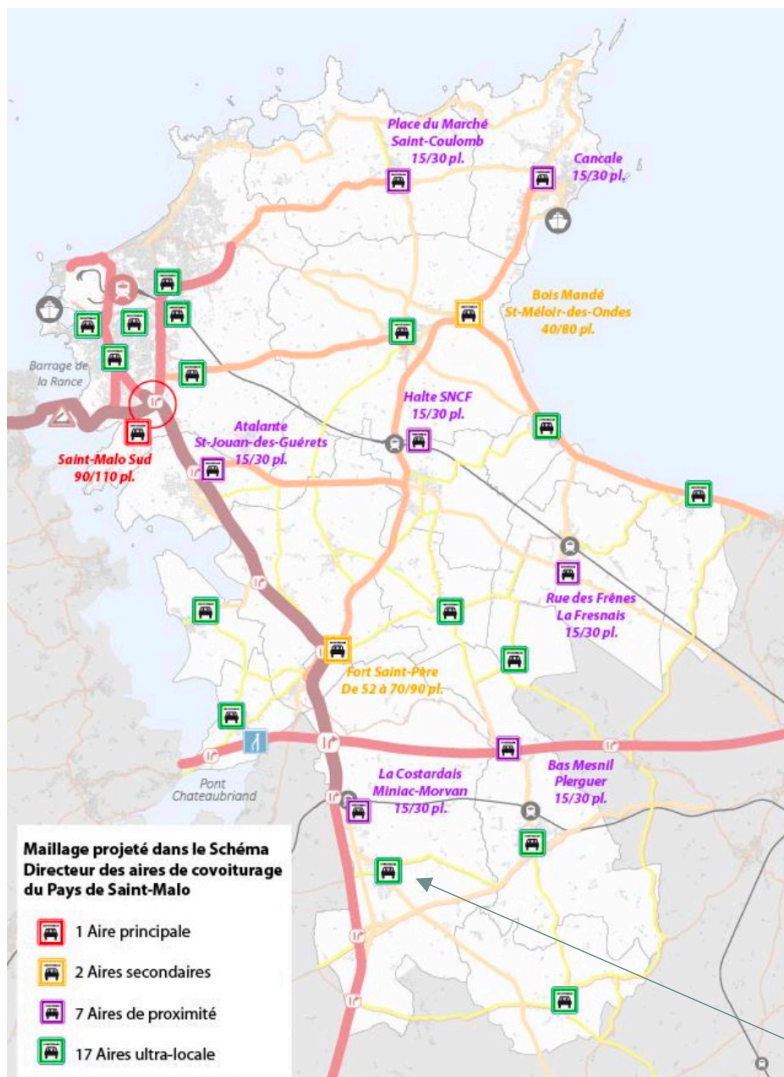 Place du Marché
Saint-Coulomb
15/30 pl.
Cancale
15/30 pl.
Bois Mandé
St-Méloir-des-Ondes
40/80 pl.
Barrage de
la Rance
Halte SNCF
15/30 pl.
Atalante
St-Jouan-des-Guérets
15/30 pl.
Saint-Malo Sud
90/110 pl.
Rue des Frênes
La Fresnais
15/30 pl.
Fort Saint-Père
De 52 à 70/90 pl.
Pont
Chateaubriand
La Costardais
Miniac-Morvan
15/30 pl.
Bas Mesnil
Plerguer
15/30 pl.
Maillage projeté dans le Schéma
Directeur des aires de covoiturage
du Pays de Saint-Malo
1 Aire principale
2 Aires secondaires
7 Aires de proximité
17 Aires ultra-locale